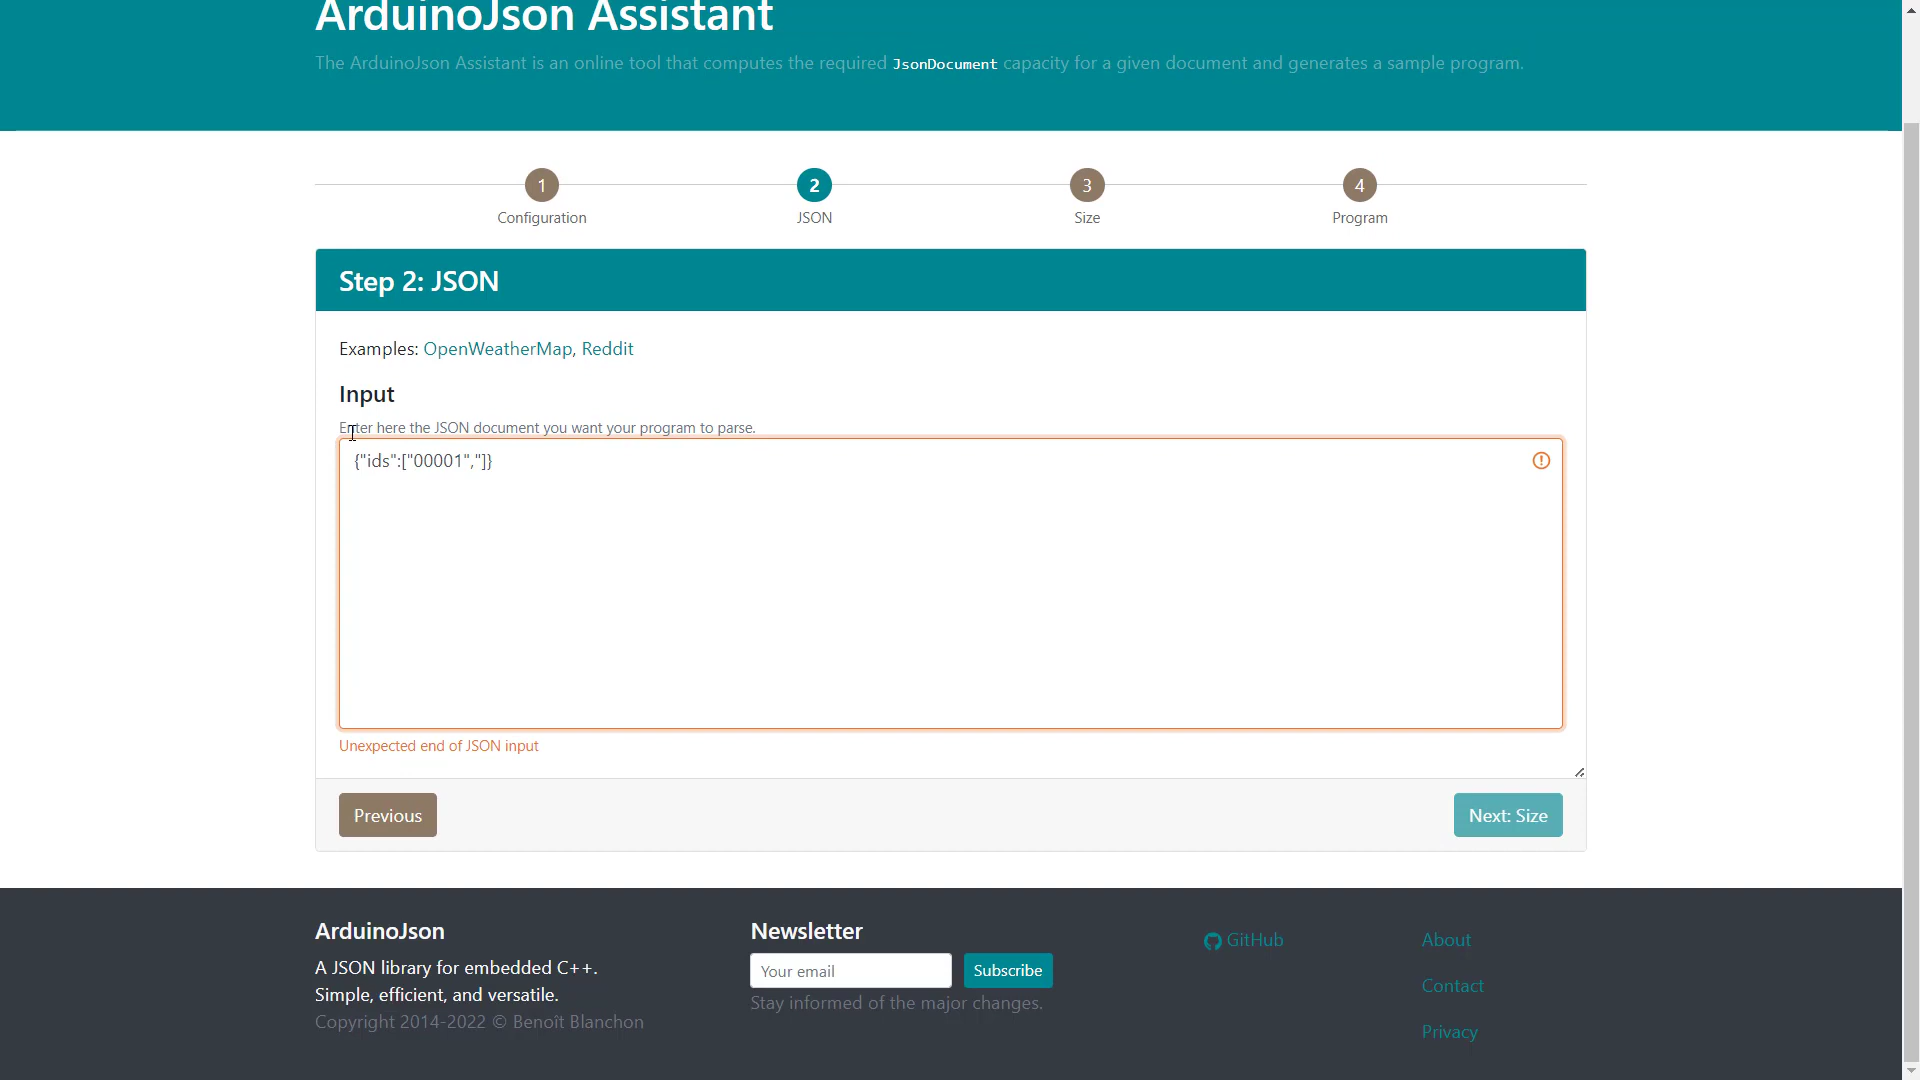 ArduinoJson Assistant
The ArduinoJson Assistant is an online tool that computes the required JsonDocument capacity for a given document and generates a sample program.
1
2
3
4
Configuration
JSON
Size
Program
Step 2: JSON
Examples: OpenWeatherMap, Reddit
Input
Enter here the JSON document you want your program to parse.
{"ids":["00001","]}
Unexpected end of JSON input
Previous
Next: Size
ArduinoJson
A JSON library for embedded C++.
Simple, efficient, and versatile.
Copyright 2014-2022 © Benoît Blanchon
Newsletter
Your email
Subscribe
Stay informed of the major changes.
GitHub
About
Contact
Privacy